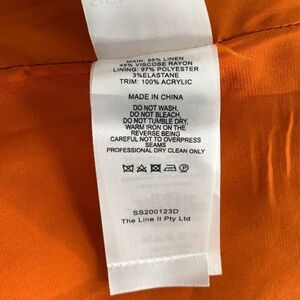 MAIN: 55% LINEN
45% VISCOSE RAYON
LINING: 97% POLYESTER
3%ELASTANE
TRIM: 100% ACRYLIC
MADE IN CHINA
DO NOT WASH.
DO NOT BLEACH.
DO NOT TUMBLE DRY.
WARM IRON ON THE
REVERSE BEING
CAREFUL NOT TO OVERPRESS
SEAMS
PROFESSIONAL DRY CLEAN ONLY
SS200123D
The Line II Pty Ltd